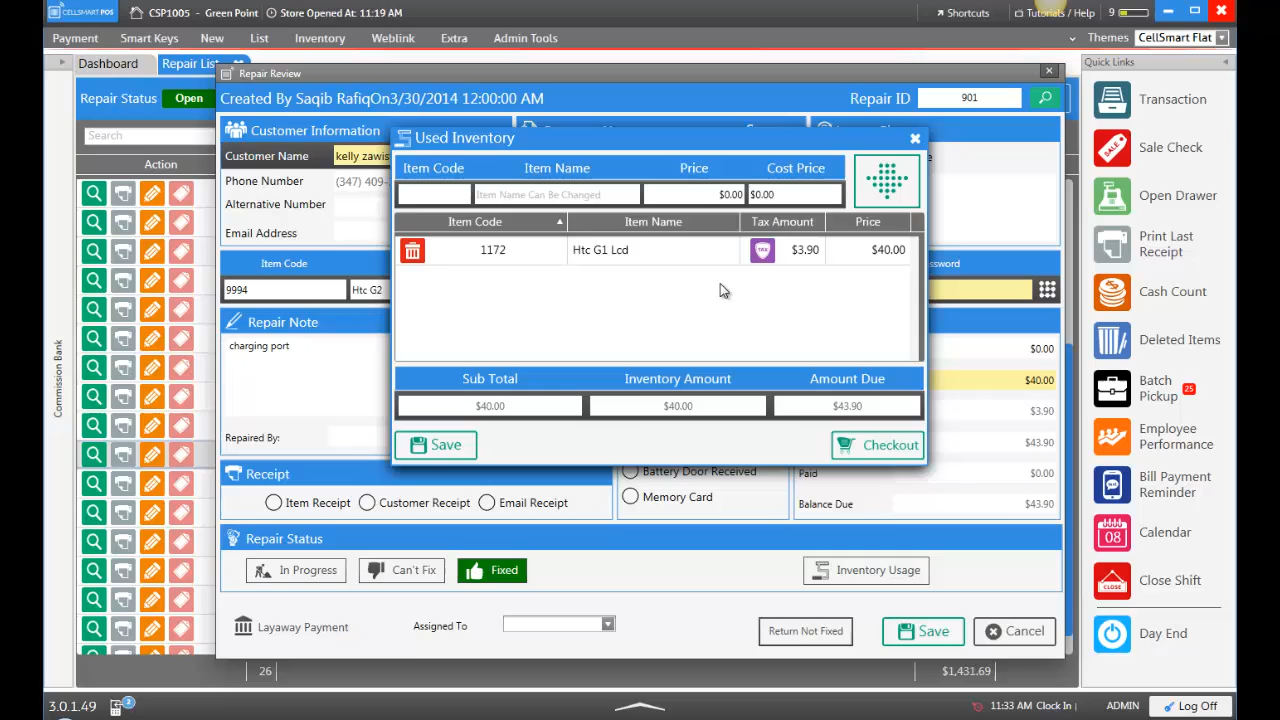 CELLSMART POS CSP1005 - Green Point Store Opened At: 11:19 AM Shortcuts Tutorials / Help 9
Payment Smart Keys New List Inventory Weblink Extra Admin Tools Themes CellSmart Flat
Dashboard Repair List Quick Links
Repair Review
Repair Status Open Created By Saqib RafiqOn3/30/2014 12:00:00 AM Repair ID 901
Transaction
Customer Information
Search
Used Inventory
Customer Name kelly zawis
Action
Item Code Item Name Price Cost Price
Sale Check
Phone Number (347) 409-
Item Name Can Be Changed $0.00 $0.00
Open Drawer
Alternative Number
Item Code Item Name Tax Amount Price
Email Address
1172 Htc G1 Lcd TAX $3.90 $40.00
Print Last
Receipt
Item Code
9994 Htc G2
Cash Count
Repair Note
charging port
$0.00
Deleted Items
Sub Total Inventory Amount Amount Due
$40.00
$40.00 $40.00 $43.90
$3.90
Batch
Pickup 25
Repaired By:
Save Checkout
$43.90
Employee
Performance
Receipt
Battery Door Received
Paid $0.00
Item Receipt Customer Receipt Email Receipt
Memory Card
Balance Due $43.90
Bill Payment
Reminder
Repair Status
Calendar
08
In Progress Can't Fix Fixed Inventory Usage
Close Shift
CLOSE
Layaway Payment Assigned To Return Not Fixed Save Cancel
Day End
26 $1,431.69
Commission Bank
3.0.1.49 2 11:33 AM Clock In ADMIN Log Off